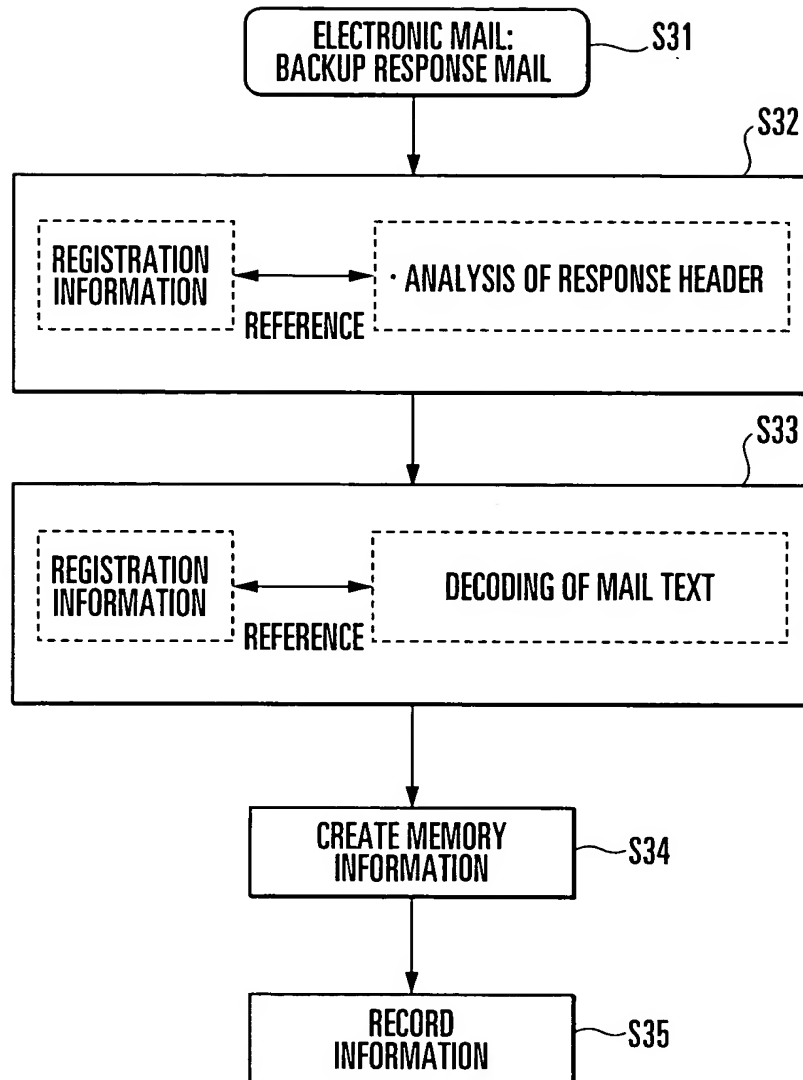 ELECTRONIC MAIL:
BACKUP RESPONSE MAIL
S31
S32
REGISTRATION
INFORMATION
REFERENCE
· ANALYSIS OF RESPONSE HEADER
S33
REGISTRATION
INFORMATION
REFERENCE
DECODING OF MAIL TEXT
CREATE MEMORY
INFORMATION
S34
RECORD
INFORMATION
S35